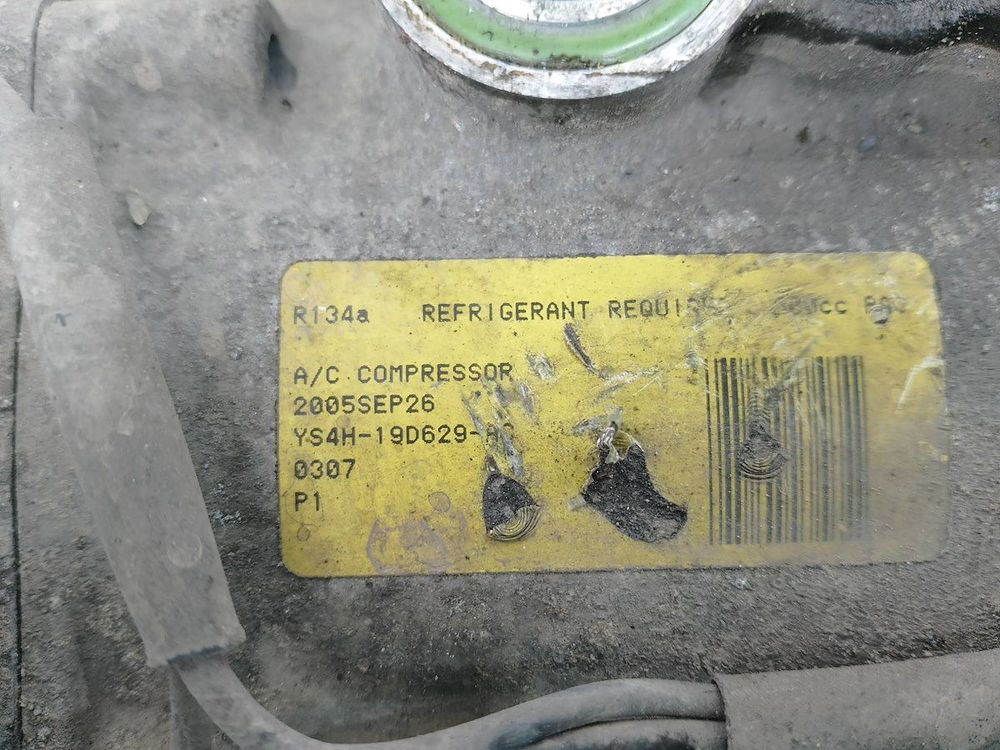 R134a REFRIGERANT
A/C COMPRESSOR
2005SEP26
YS4H-19D629-
0307
P1